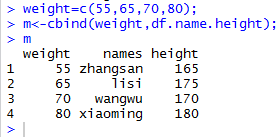 > weight=c(55,65,70,80);
> m<-cbind(weight,df.name.height);
> m
  weight    names height
1     55 zhangsan    165
2     65     lisi    175
3     70   wangwu    170
4     80 xiaoming    180
>